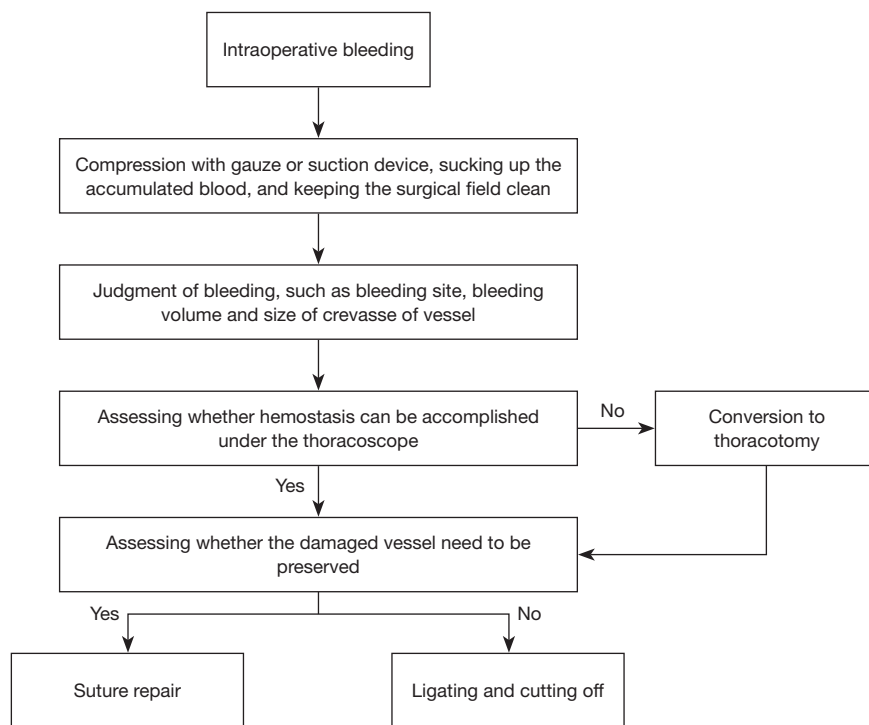 Intraoperative bleeding
Compression with gauze or suction device, sucking up the
accumulated blood, and keeping the surgical field clean
Judgment of bleeding, such as bleeding site, bleeding
volume and size of crevasse of vessel
Assessing whether hemostasis can be accomplished
under the thoracoscope
No
Conversion to
thoracotomy
Yes
Assessing whether the damaged vessel need to be
preserved
Yes
No
Suture repair
Ligating and cutting off